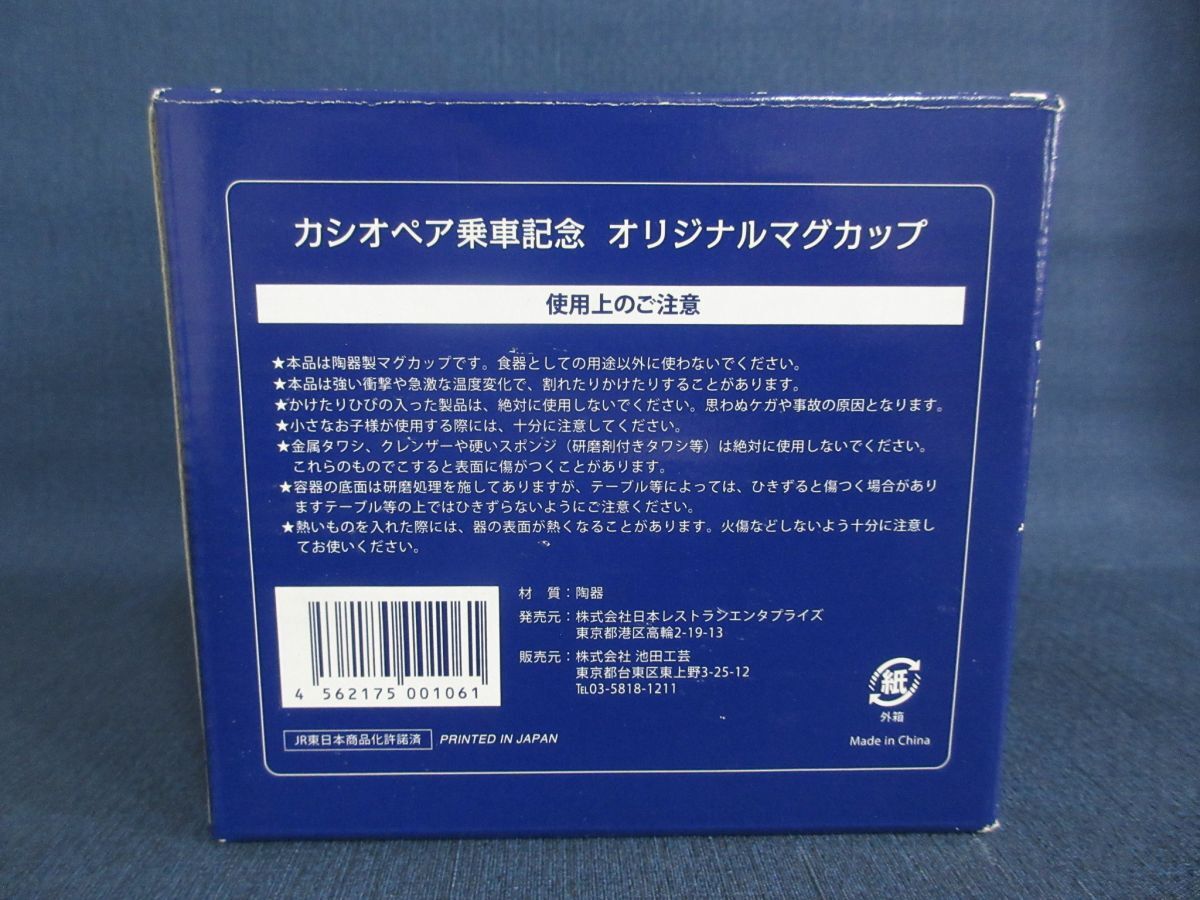 カシオペア乗車記念 オリジナルマグカップ
使用上のご注意
★本品は陶器製マグカップです。食器としての用途以外に使わないでください。
★本品は強い衝撃や急激な温度変化で、割れたりかけたりすることがあります。
★かけたりひびの入った製品は、絶対に使用しないでください。思わぬケガや事故の原因となります。
★小さなお子様が使用する際には、十分に注意してください。
★金属タワシ、クレンザーや硬いスポンジ（研磨剤付きタワシ等）は絶対に使用しないでください。
これらのものでこすると表面に傷がつくことがあります。
★容器の底面は研磨処理を施してありますが、テーブル等によっては、ひきずると傷つく場合があり
ますテーブル等の上ではひきずらないようにご注意ください。
★熱いものを入れた際には、器の表面が熱くなることがあります。火傷などしないよう十分に注意し
てお使いください。
材 質：陶器
発売元：株式会社日本レストランエンタプライズ
東京都港区高輪2-19-13
販売元：株式会社 池田工芸
東京都台東区東上野3-25-12
TEL03-5818-1211
4 562175 001061
紙
外箱
JR東日本商品化許諾済 PRINTED IN JAPAN
Made in China